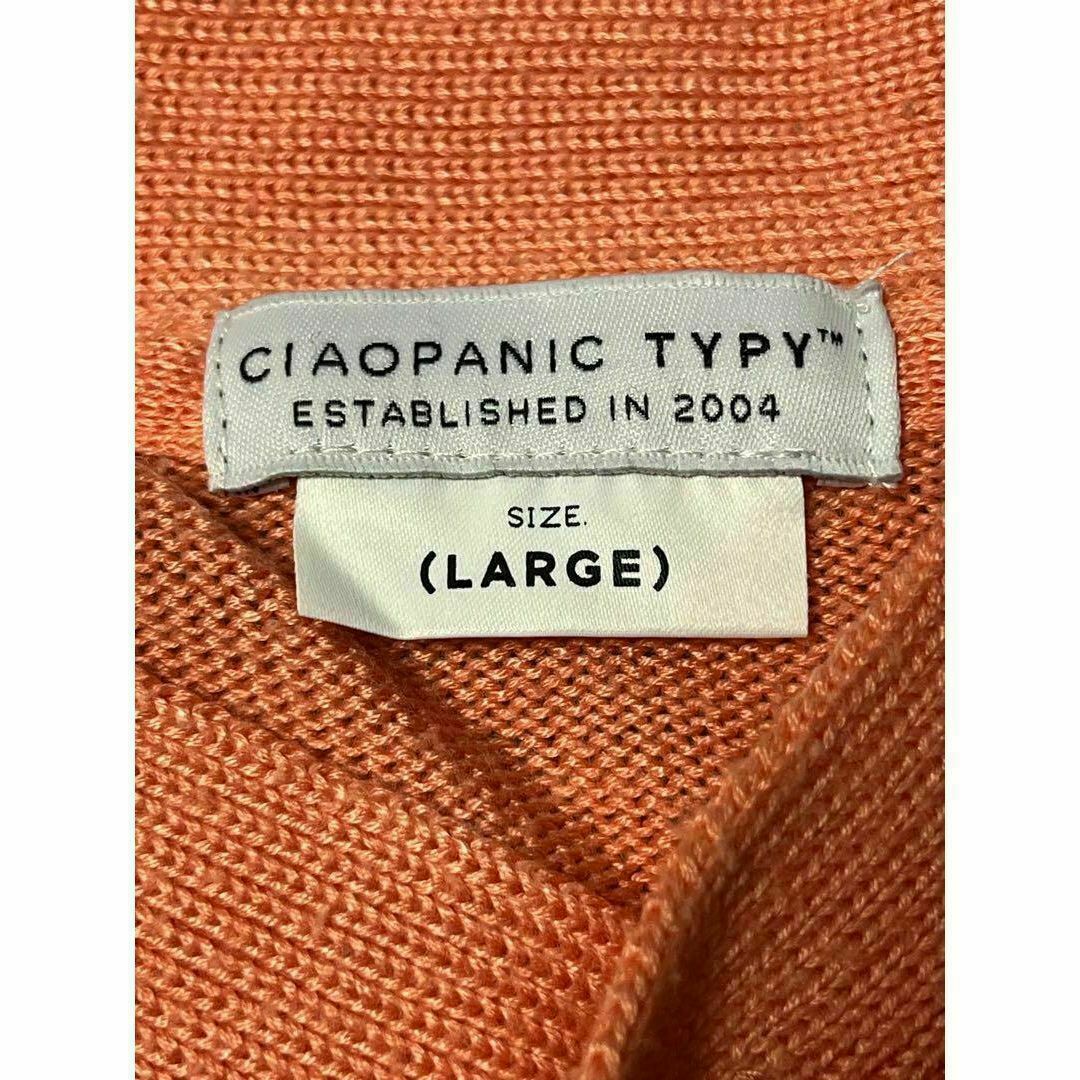 CIAOPANIC TYPY™
ESTABLISHED IN 2004
SIZE.
(LARGE)